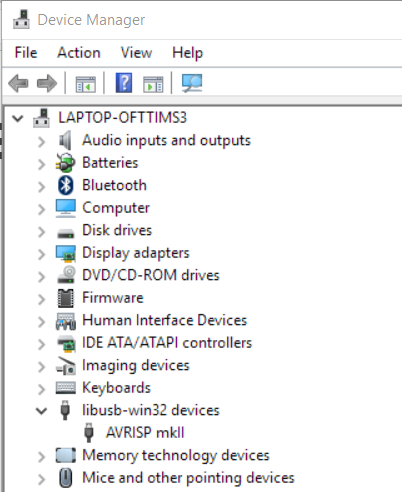 Device Manager
File Action View Help
LAPTOP-OFTTIMS3
Audio inputs and outputs
Batteries
Bluetooth
Computer
Disk drives
Display adapters
DVD/CD-ROM drives
Firmware
Human Interface Devices
IDE ATA/ATAPI controllers
Imaging devices
Keyboards
libusb-win32 devices
AVRISP mkII
Memory technology devices
Mice and other pointing devices